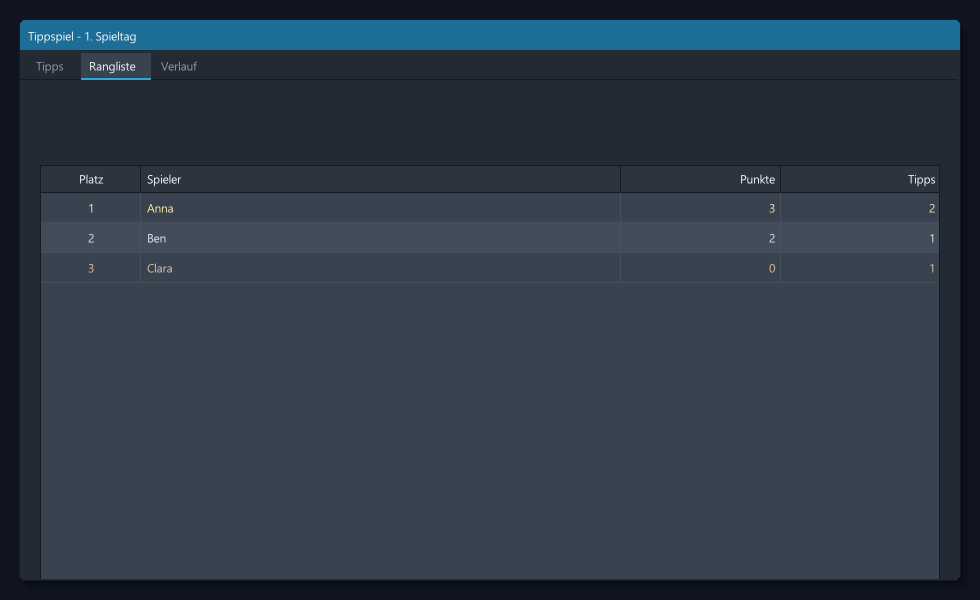 Tippspiel - 1. Spieltag
Tipps Rangliste Verlauf
Platz Spieler Punkte Tipps
1 Anna 3 2
2 Ben 2 1
3 Clara 0 1